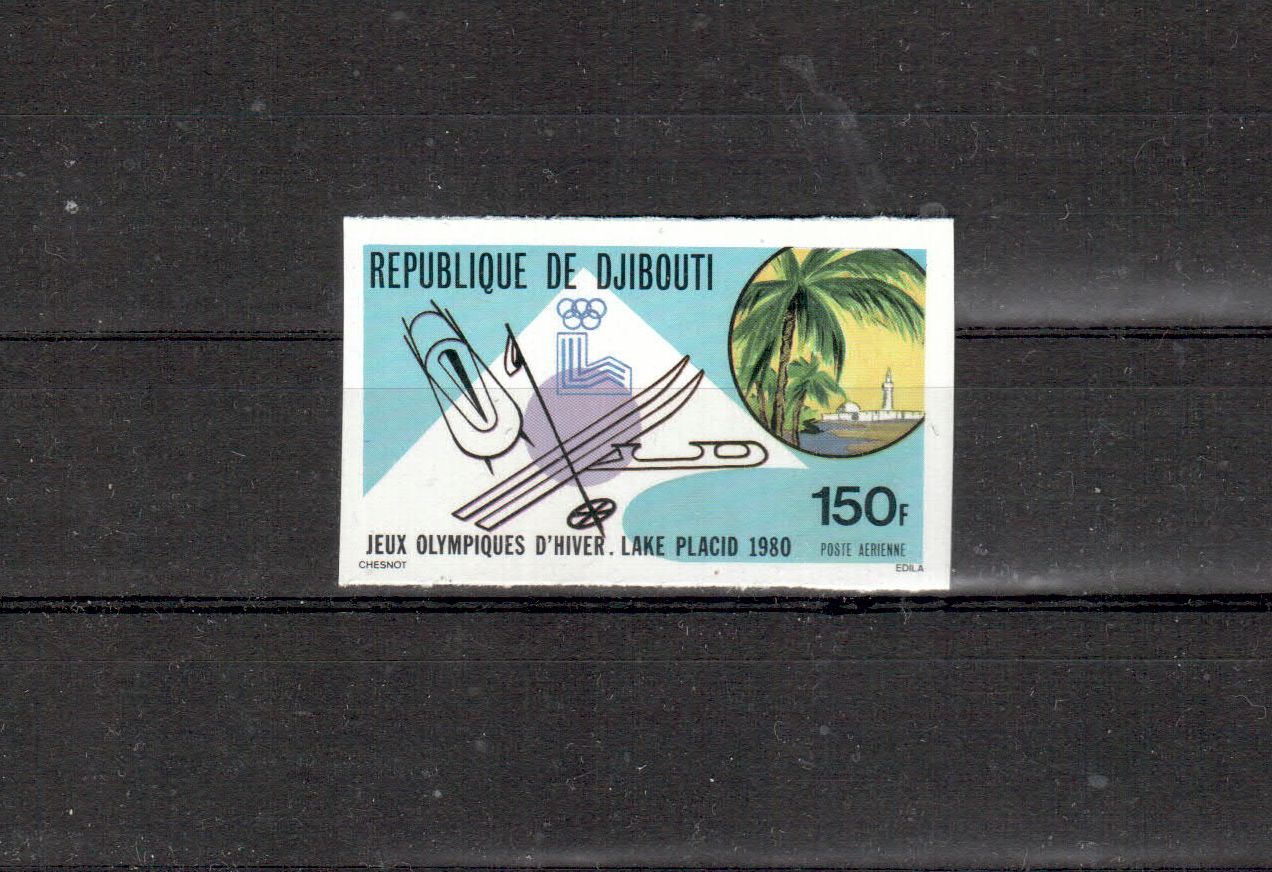 REPUBLIQUE DE DJIBOUTI
150F
JEUX OLYMPIQUES D'HIVER. LAKE PLACID 1980
POSTE AERIENNE
CHESNOT
EDILA